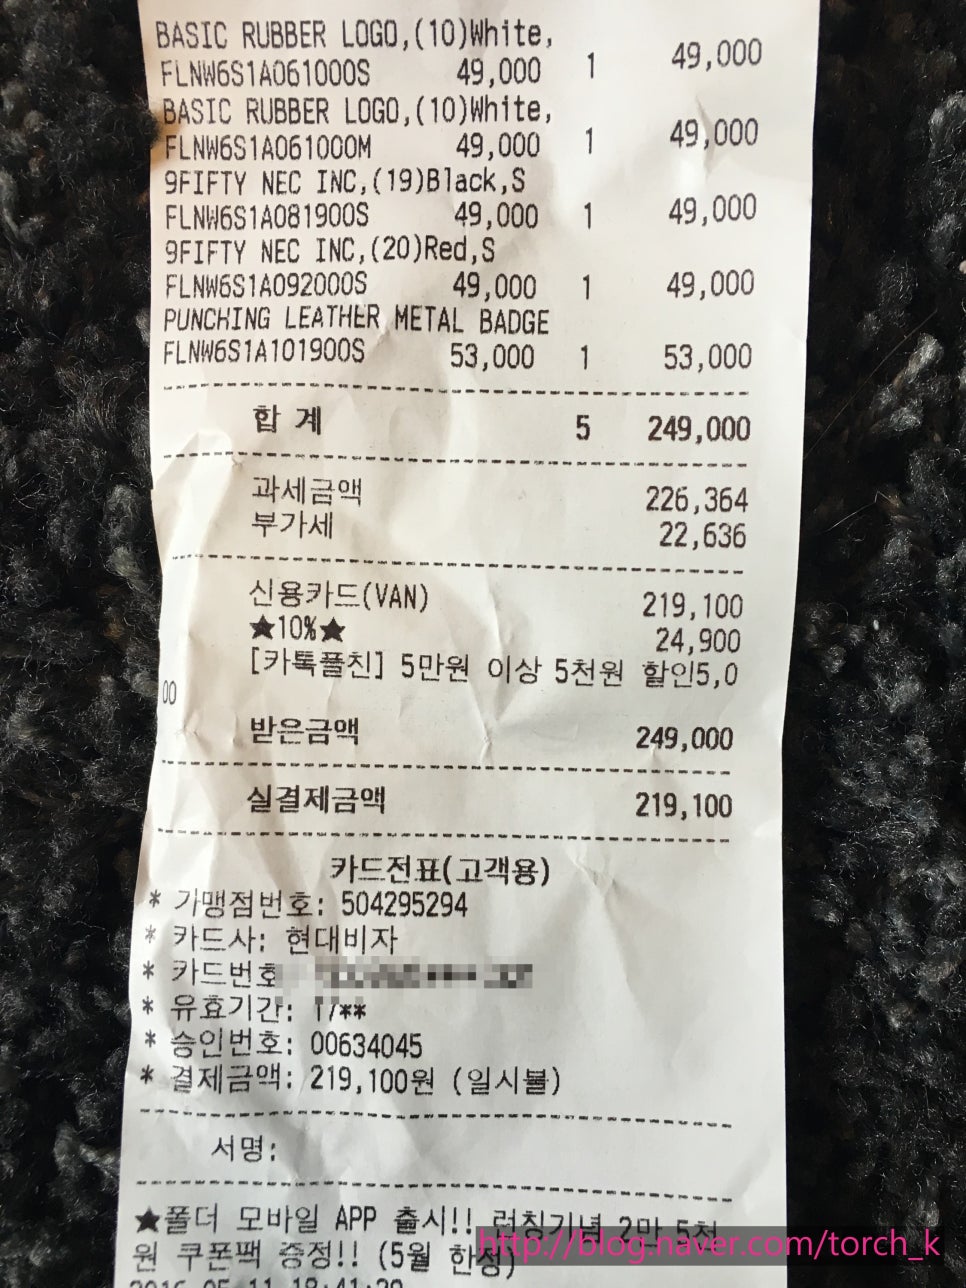 BASIC RUBBER LOGO,(10)White,
FLNW6S1A061000S 49,000 1 49,000
BASIC RUBBER LOGO,(10)White,
FLNW6S1A061000M 49,000 1 49,000
9FIFTY NEC INC,(19)Black,S
FLNW6S1A081900S 49,000 1 49,000
9FIFTY NEC INC,(20)Red,S
FLNW6S1A092000S 49,000 1 49,000
PUNCHING LEATHER METAL BADGE
FLNW6S1A101900S 53,000 1 53,000
합 계 5 249,000
과세금액 226,364
부가세 22,636
신용카드(VAN) 219,100
★10%★ 24,900
[카톡플친] 5만원 이상 5천원 할인5,0
00
받은금액 249,000
실결제금액 219,100
카드전표(고객용)
* 가맹점번호: 504295294
* 카드사: 현대비자
* 카드번호
* 유효기간: 17/**
* 승인번호: 00634045
* 결제금액: 219,100원 (일시불)
서명:
★폴더 모바일 APP 출시!! 런칭기념 2만 5천
원 쿠폰팩 증정!! (5월 한정)
http://blog.naver.com/torch_k
2016-05-11 18:41:29